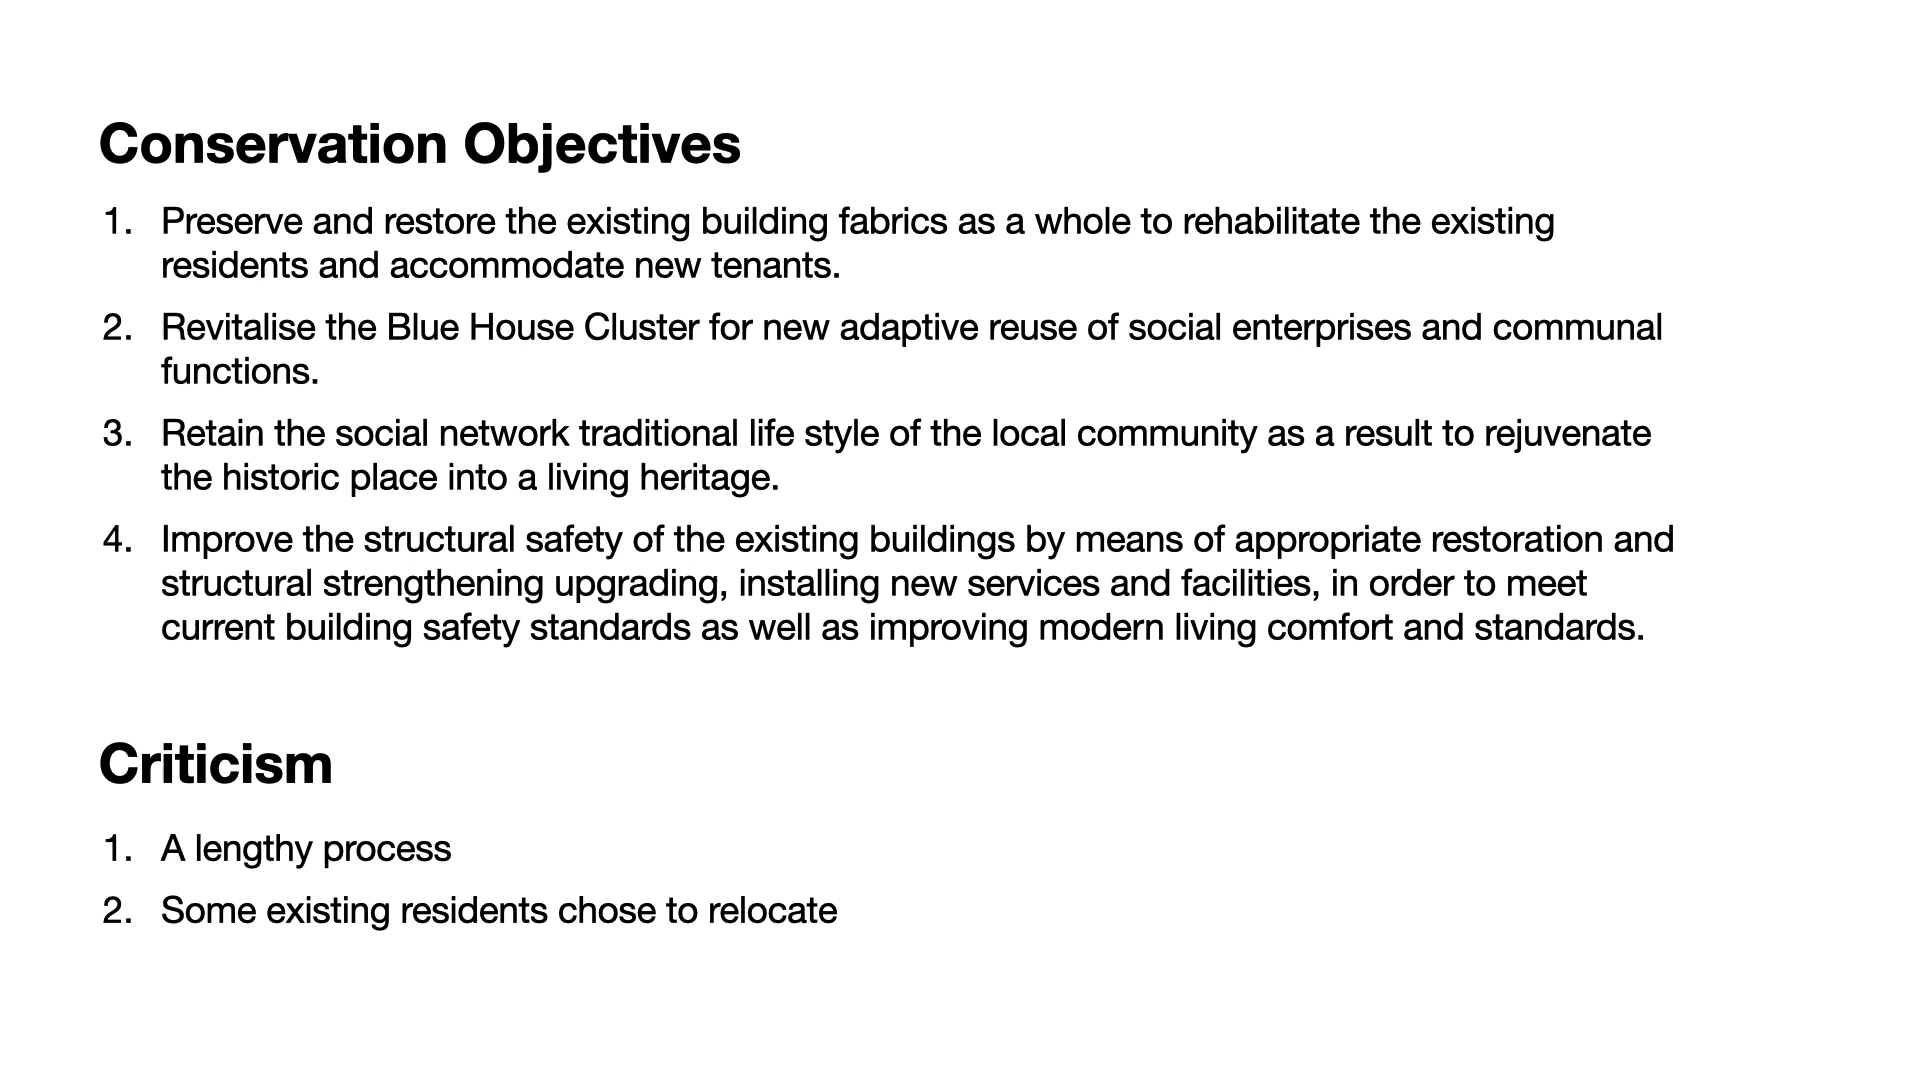 Conservation Objectives
1. Preserve and restore the existing building fabrics as a whole to rehabilitate the existing
residents and accommodate new tenants.
2. Revitalise the Blue House Cluster for new adaptive reuse of social enterprises and communal
functions.
3. Retain the social network traditional life style of the local community as a result to rejuvenate
the historic place into a living heritage.
4. Improve the structural safety of the existing buildings by means of appropriate restoration and
structural strengthening upgrading, installing new services and facilities, in order to meet
current building safety standards as well as improving modern living comfort and standards.
Criticism
1. A lengthy process
2. Some existing residents chose to relocate